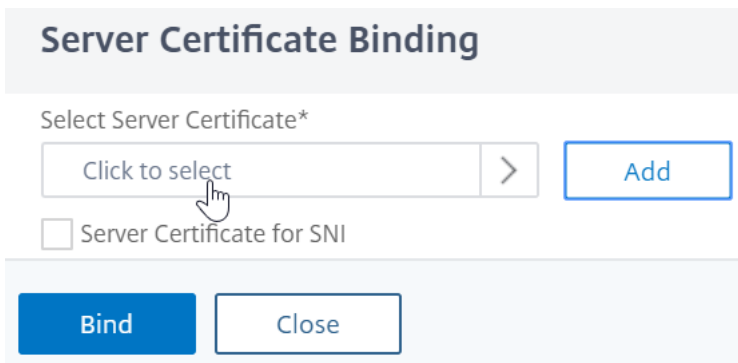 Server Certificate Binding
Select Server Certificate*
Click to select
Add
Server Certificate for SNI
Bind
Close